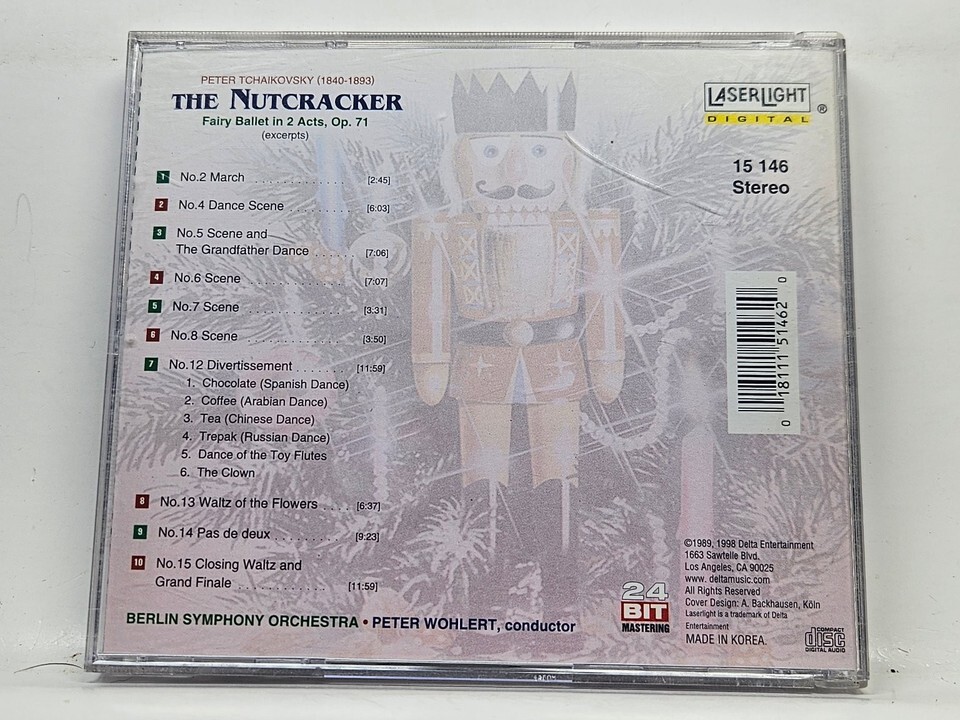 PETER TCHAIKOVSKY (1840-1893)
THE NUTCRACKER
Fairy Ballet in 2 Acts, Op. 71
(excerpts)
1 No.2 March ............... [2:45]
2 No.4 Dance Scene ......... [6:03]
3 No.5 Scene and
The Grandfather Dance ...... [7:06]
4 No.6 Scene ............... [7:07]
5 No.7 Scene ............... [3:31]
6 No.8 Scene ............... [3:50]
7 No.12 Divertissement ........ [11:59]
1. Chocolate (Spanish Dance)
2. Coffee (Arabian Dance)
3. Tea (Chinese Dance)
4. Trepak (Russian Dance)
5. Dance of the Toy Flutes
6. The Clown
8 No.13 Waltz of the Flowers .... [6:37]
9 No.14 Pas de deux .......... [9:23]
10 No.15 Closing Waltz and
Grand Finale ............... [11:59]
BERLIN SYMPHONY ORCHESTRA • PETER WOHLERT, conductor
LASERLIGHT
DIGITAL ®
15 146
Stereo
0 18111 51462 0
24
BIT
MASTERING
©1989, 1998 Delta Entertainment
1663 Sawtelle Blvd.
Los Angeles, CA 90025
www.deltamusic.com
All Rights Reserved
Cover Design: A. Backhausen, Köln
Laserlight is a trademark of Delta
Entertainment
MADE IN KOREA.
COMPACT
disc
DIGITAL AUDIO